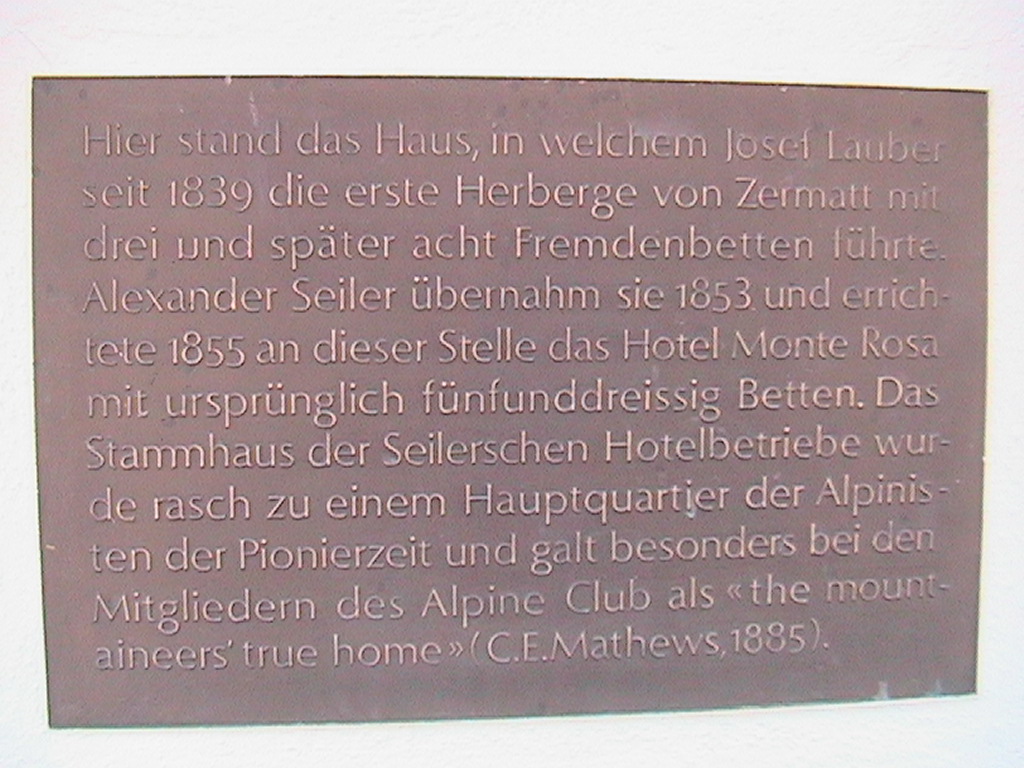 Hier stand das Haus, in welchem Josef Lauber
seit 1839 die erste Herberge von Zermatt mit
drei und später acht Fremdenbetten führte.
Alexander Seiler übernahm sie 1853 und errich-
tete 1855 an dieser Stelle das Hotel Monte Rosa
mit ursprünglich fünfunddreissig Betten. Das
Stammhaus der Seilerschen Hotelbetriebe wur-
de rasch zu einem Hauptquartier der Alpinis-
ten der Pionierzeit und galt besonders bei den
Mitgliedern des Alpine Club als «the mount-
aineers' true home» (C.E.Mathews, 1885).